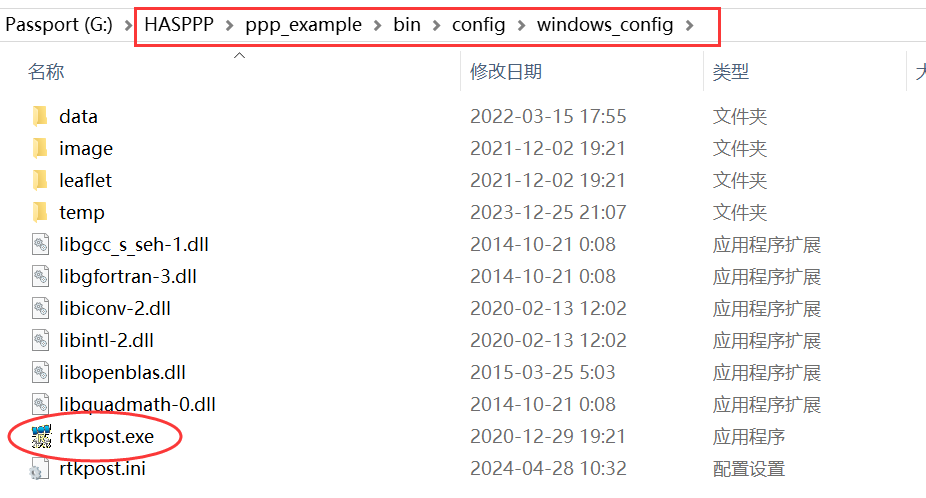 Passport (G:) > HASPPP > ppp_example > bin > config > windows_config >
名称 修改日期 类型
data 2022-03-15 17:55 文件夹
image 2021-12-02 19:21 文件夹
leaflet 2021-12-02 19:21 文件夹
temp 2023-12-25 21:07 文件夹
libgcc_s_seh-1.dll 2014-10-21 0:08 应用程序扩展
libgfortran-3.dll 2014-10-21 0:08 应用程序扩展
libiconv-2.dll 2020-02-13 12:02 应用程序扩展
libintl-2.dll 2020-02-13 12:02 应用程序扩展
libopenblas.dll 2015-03-25 5:03 应用程序扩展
libquadmath-0.dll 2014-10-21 0:08 应用程序扩展
rtkpost.exe 2020-12-29 19:21 应用程序
rtkpost.ini 2024-04-28 10:32 配置设置